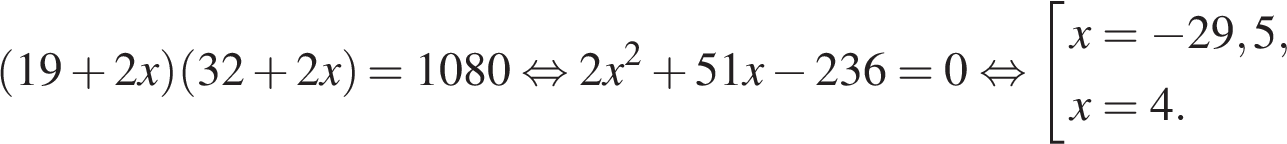 (19 + 2x)(32 + 2x) = 1080 ⇔ 2x² + 51x − 236 = 0 ⇔ [ x = −29,5,
x = 4.